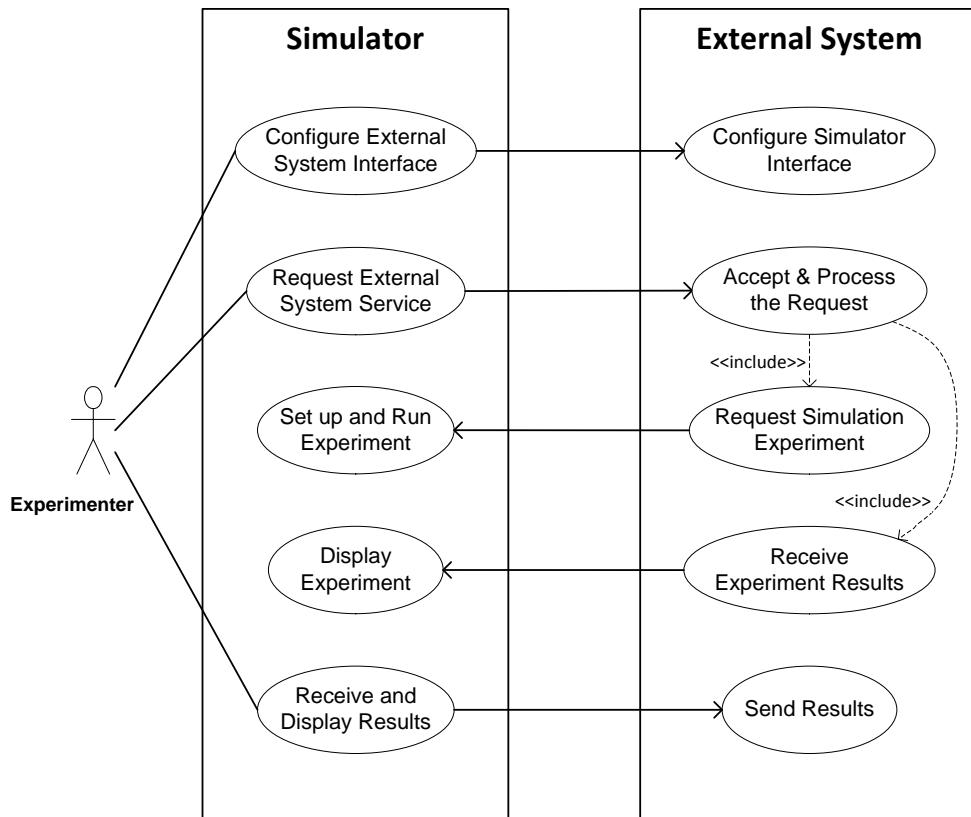 Simulator
External System
Configure External
System Interface
Configure Simulator
Interface
Request External
System Service
Accept & Process
the Request
<<include>>
Set up and Run
Experiment
Request Simulation
Experiment
Experimenter
<<include>>
Display
Experiment
Receive
Experiment Results
Receive and
Display Results
Send Results